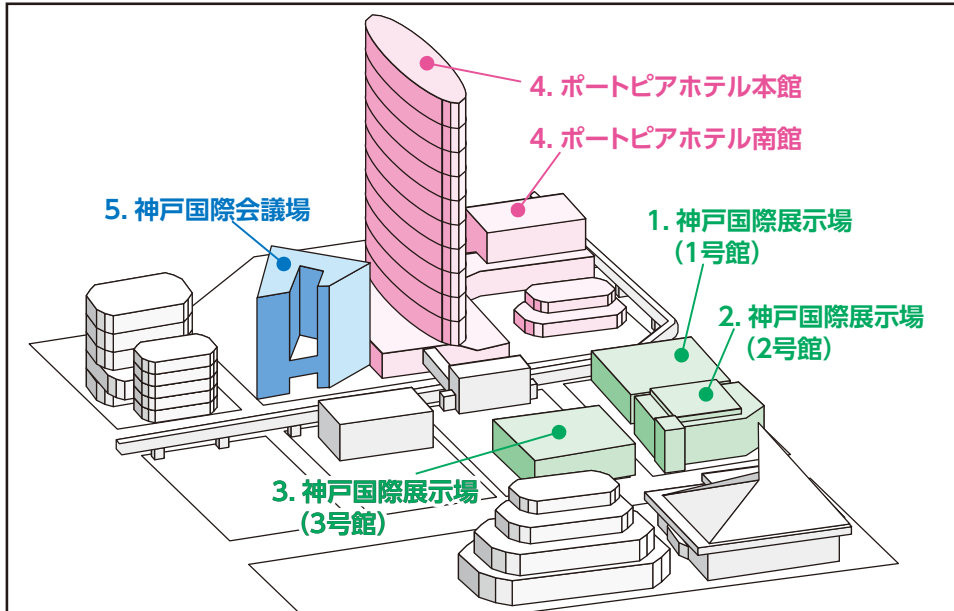 4. ポートピアホテル本館
4. ポートピアホテル南館
5. 神戸国際会議場
1. 神戸国際展示場
(1号館)
2. 神戸国際展示場
(2号館)
3. 神戸国際展示場
(3号館)